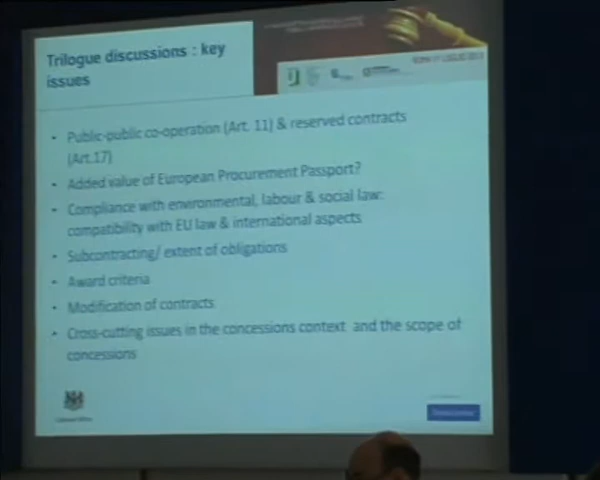 Trilogue discussions : key
issues
• Public-public co-operation (Art. 11) & reserved contracts
(Art.17)
• Added value of European Procurement Passport?
• Compliance with environmental, labour & social law:
compatibility with EU law & international aspects
• Subcontracting/ extent of obligations
• Award criteria
• Modification of contracts
• Cross-cutting issues in the concessions context and the scope of
concessions